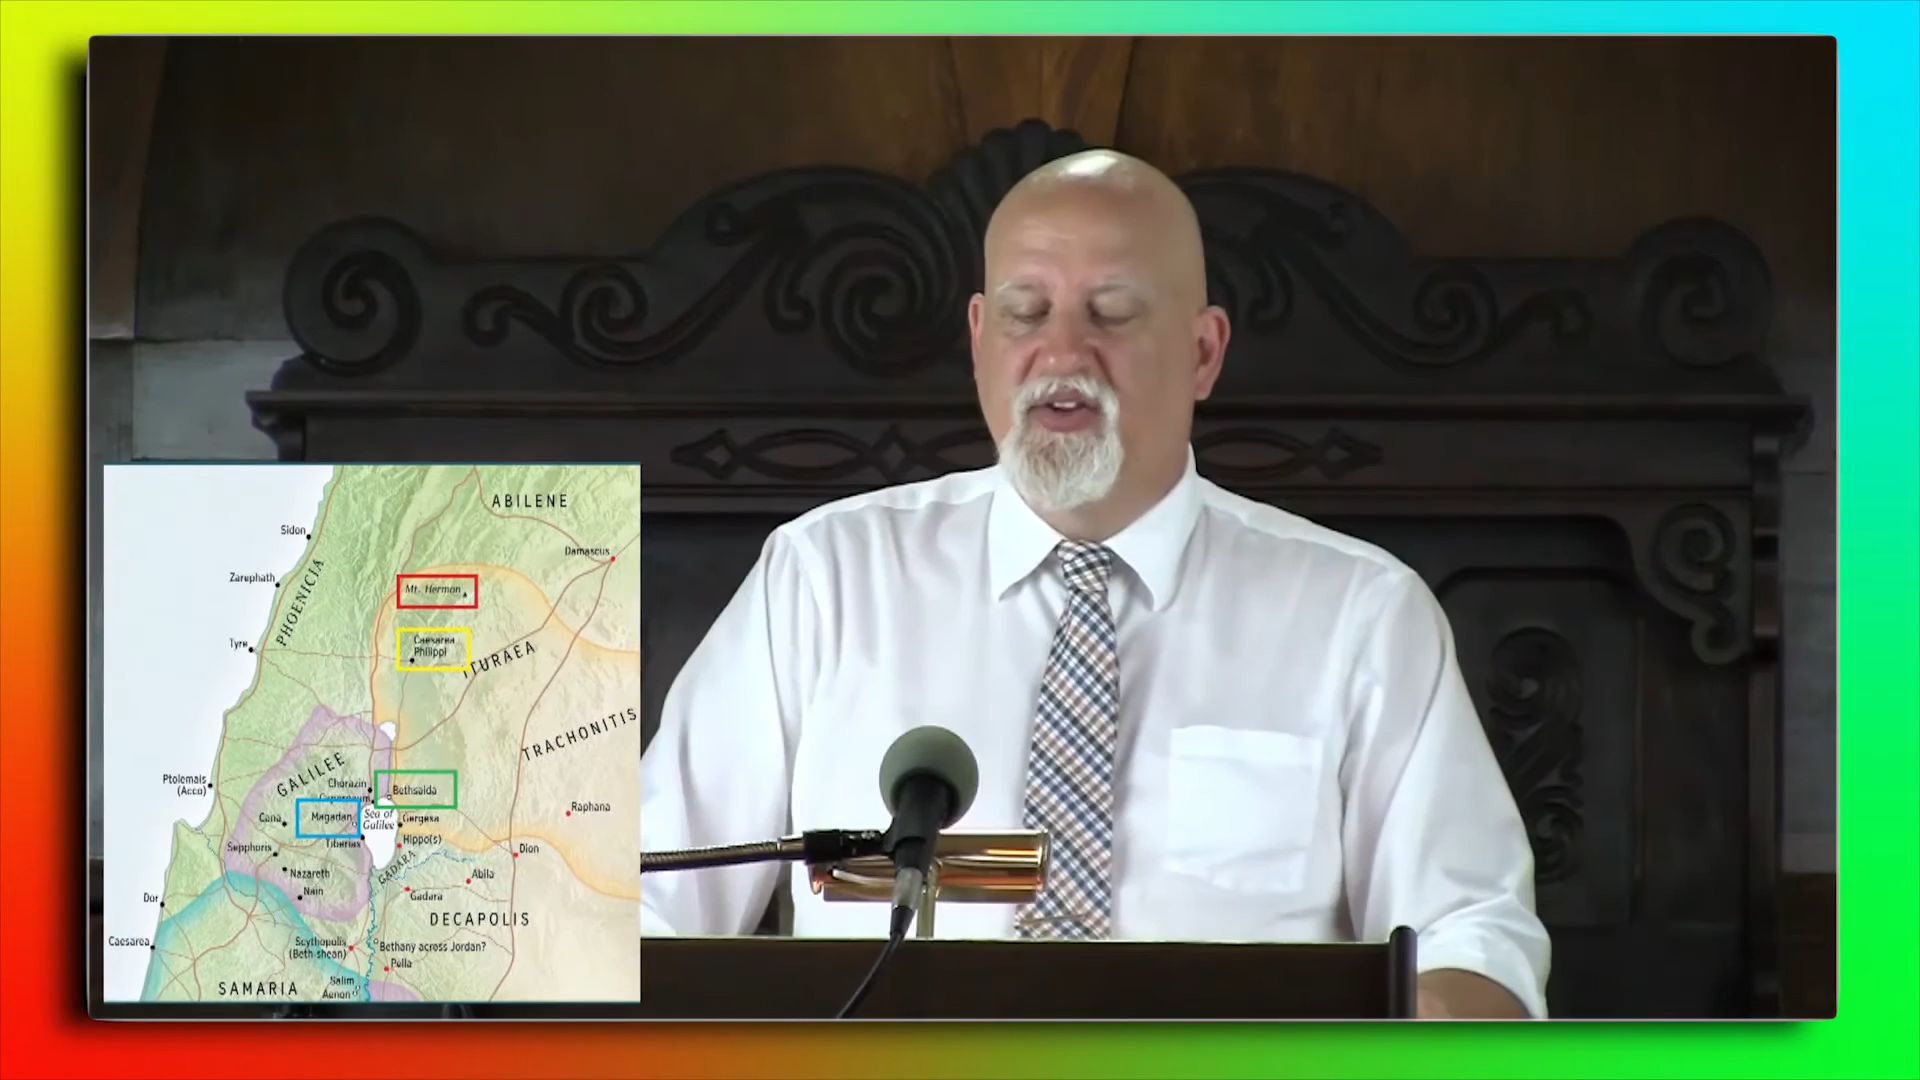 ABILENE
Sidon
Damascus
Zarephath
PHOENICIA
Mt. Hermon
Caesarea
Philippi
Tyre
ITURAEA
TRACHONITIS
GALILEE
Ptolemais
(Acco)
Chorazin
Bethsaida
Capernaum
Raphana
Cana
Magadan
Sea of
Galilee
Gergesa
Tiberias
Hippo(s)
Sepphoris
Dion
GADARA
Nazareth
Abila
Nain
Gadara
Dor
DECAPOLIS
Caesarea
Scythopolis
(Beth-shean)
Bethany across Jordan?
Pella
Salim
Aenon
SAMARIA